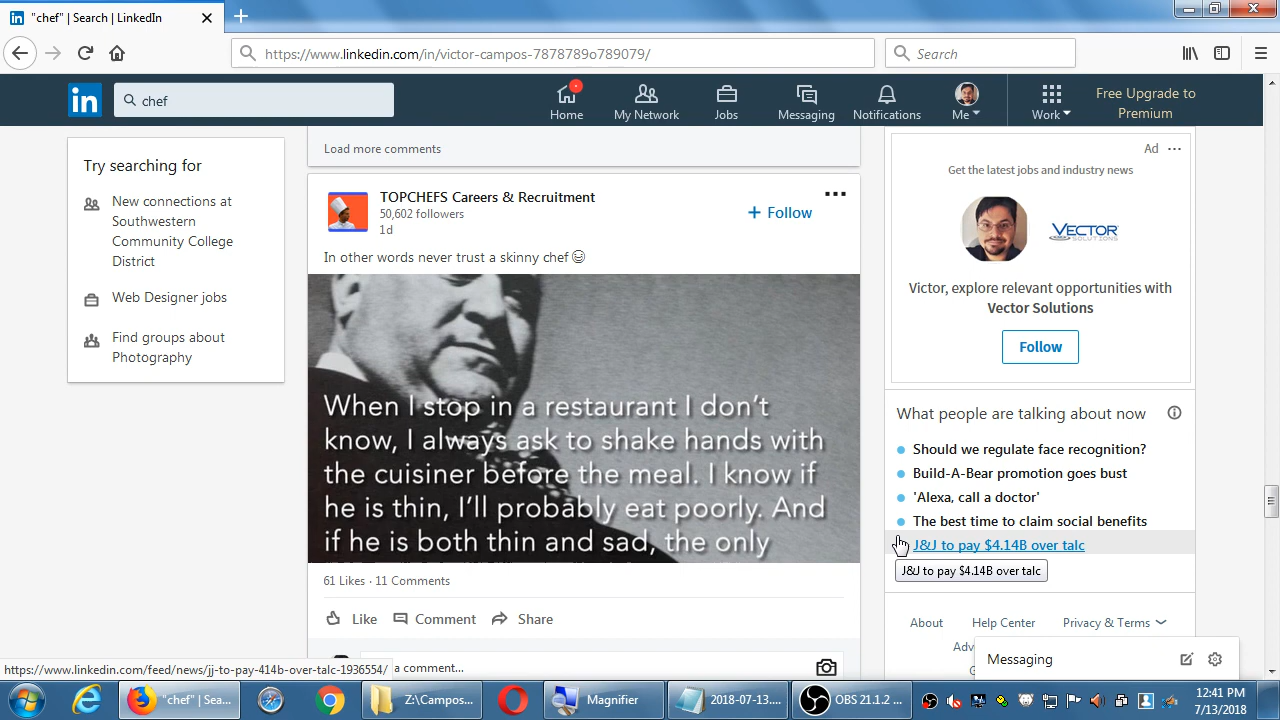 "chef" | Search | LinkedIn
https://www.linkedin.com/in/victor-campos-7878789o789079/
Search
in
chef
Home
My Network
Jobs
Messaging
Notifications
Me
Work
Free Upgrade to
Premium
Try searching for
New connections at
Southwestern
Community College
District
Web Designer jobs
Find groups about
Photography
Load more comments
TOPCHEFS Careers & Recruitment
50,602 followers
1d
+ Follow
In other words never trust a skinny chef
When I stop in a restaurant I don't
know, I always ask to shake hands with
the cuisiner before the meal. I know if
he is thin, I'll probably eat poorly. And
if he is both thin and sad, the only
61 Likes · 11 Comments
Like
Comment
Share
a comment...
Ad
Get the latest jobs and industry news
VECTOR
SOLUTIONS
Victor, explore relevant opportunities with
Vector Solutions
Follow
What people are talking about now
Should we regulate face recognition?
Build-A-Bear promotion goes bust
'Alexa, call a doctor'
The best time to claim social benefits
J&J to pay $4.14B over talc
J&J to pay $4.14B over talc
About
Help Center
Privacy & Terms
Messaging
https://www.linkedin.com/feed/news/jj-to-pay-414b-over-talc-1936554/
"chef" | Sea...
Z:\Campos...
Magnifier
2018-07-13....
OBS 21.1.2 ...
12:41 PM
7/13/2018